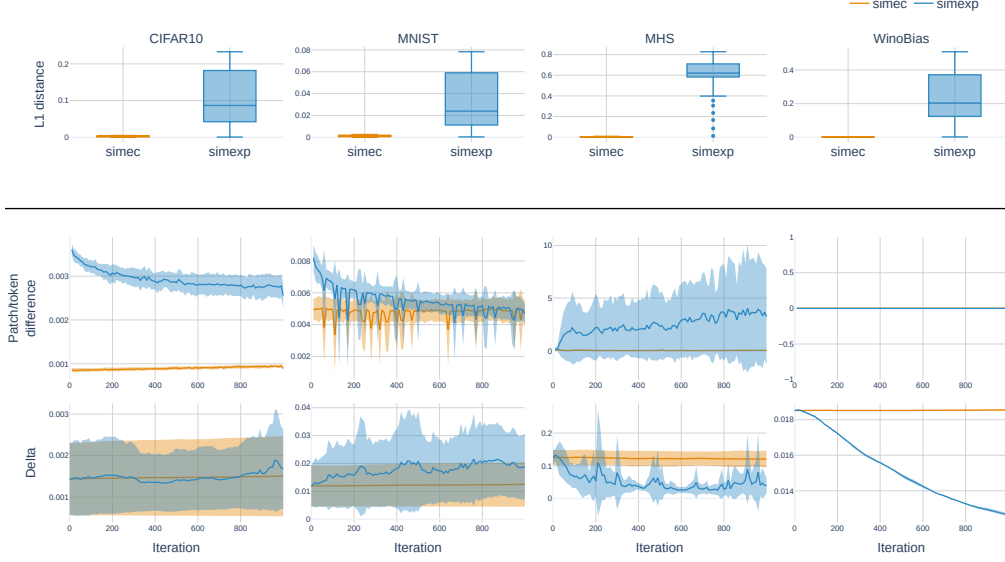 simec simexp
CIFAR10 MNIST MHS WinoBias
L1 distance
0.2
0.1
0
simec simexp
0.08
0.06
0.04
0.02
0
simec simexp
0.8
0.6
0.4
0.2
0
simec simexp
0.4
0.2
0
simec simexp
Patch/token
difference
0.003
0.002
0.001
0 200 400 600 800
0.008
0.006
0.004
0.002
0 200 400 600 800
10
5
0
0 200 400 600 800
1
0.5
0
−0.5
−1
0 200 400 600 800
Delta
0.003
0.002
0.001
0 200 400 600 800
Iteration
0.04
0.03
0.02
0.01
0
0 200 400 600 800
Iteration
0.2
0.1
0
0 200 400 600 800
Iteration
0.018
0.016
0.014
0 200 400 600 800
Iteration